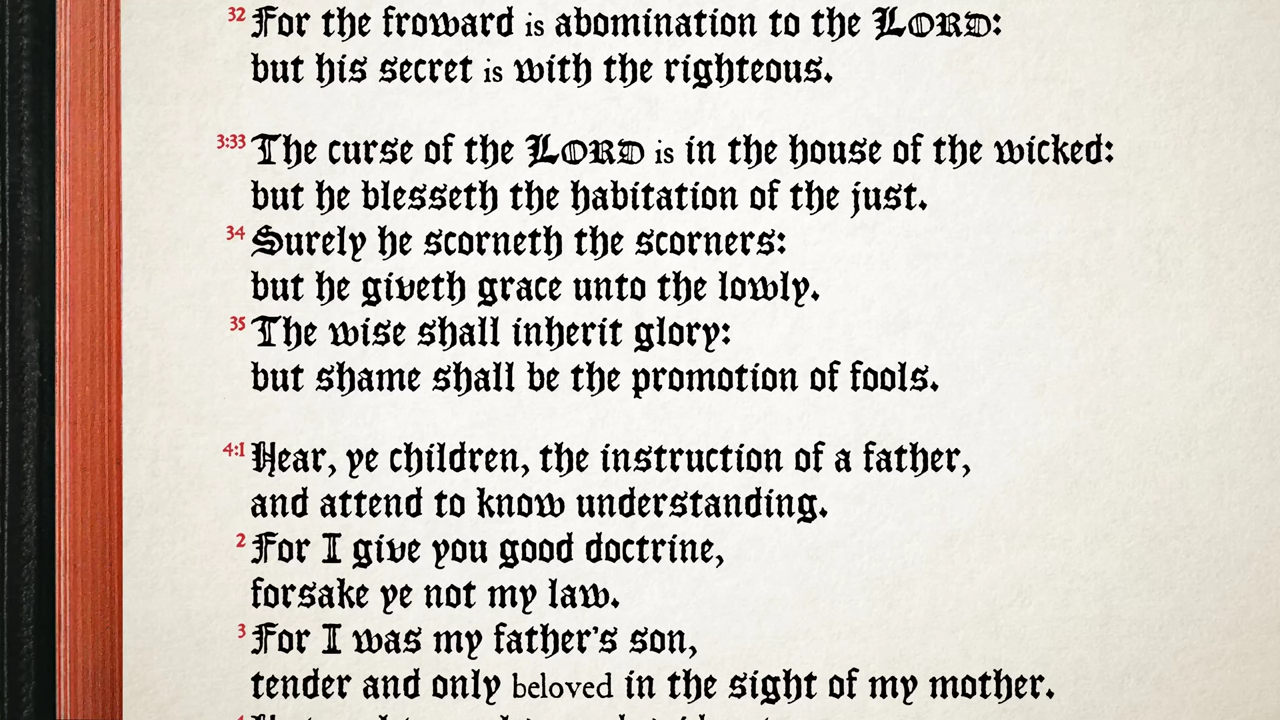 32 For the froward is abomination to the LORD:
but his secret is with the righteous.
3:33 The curse of the LORD is in the house of the wicked:
but he blesseth the habitation of the just.
34 Surely he scorneth the scorners:
but he giveth grace unto the lowly.
35 The wise shall inherit glory:
but shame shall be the promotion of fools.
4:1 Hear, ye children, the instruction of a father,
and attend to know understanding.
2 For I give you good doctrine,
forsake ye not my law.
3 For I was my father's son,
tender and only beloved in the sight of my mother.